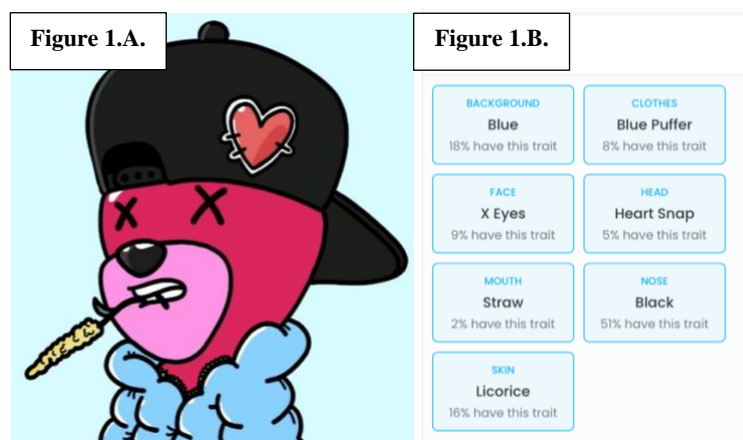 Figure 1.A.
Figure 1.B.
BACKGROUND
Blue
18% have this trait
CLOTHES
Blue Puffer
8% have this trait
FACE
X Eyes
9% have this trait
HEAD
Heart Snap
5% have this trait
MOUTH
Straw
2% have this trait
NOSE
Black
51% have this trait
SKIN
Licorice
16% have this trait